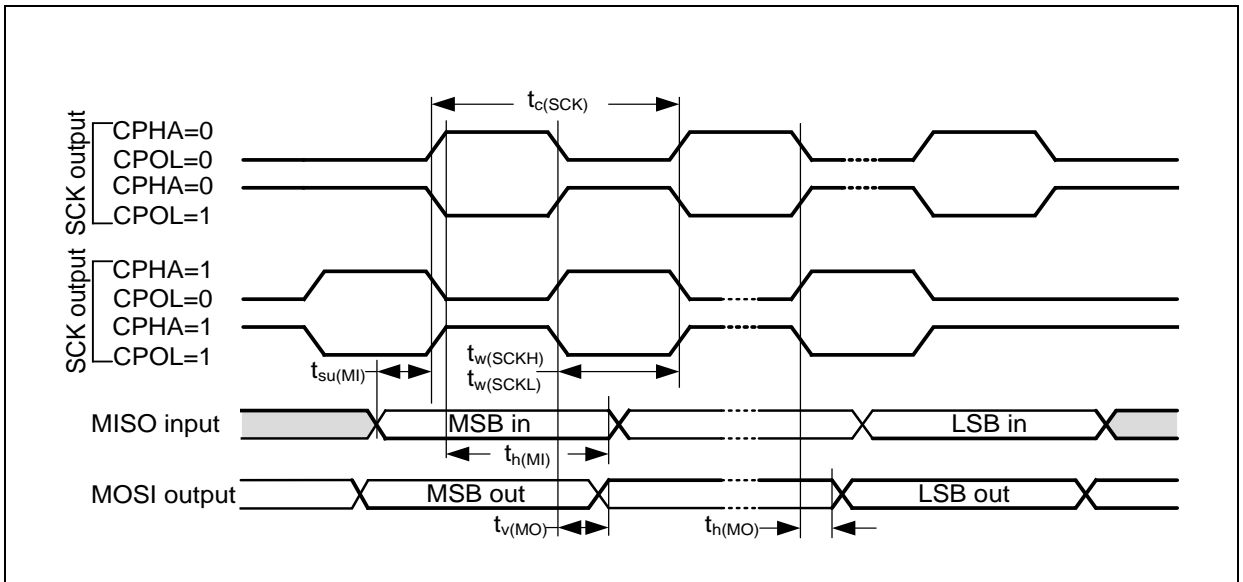 tc(SCK)
SCK output
CPHA=0
CPOL=0
CPHA=0
CPOL=1
SCK output
CPHA=1
CPOL=0
CPHA=1
CPOL=1
tsu(MI)
tw(SCKH)
tw(SCKL)
MISO input
MSB in
LSB in
th(MI)
MOSI output
MSB out
LSB out
tv(MO)
th(MO)